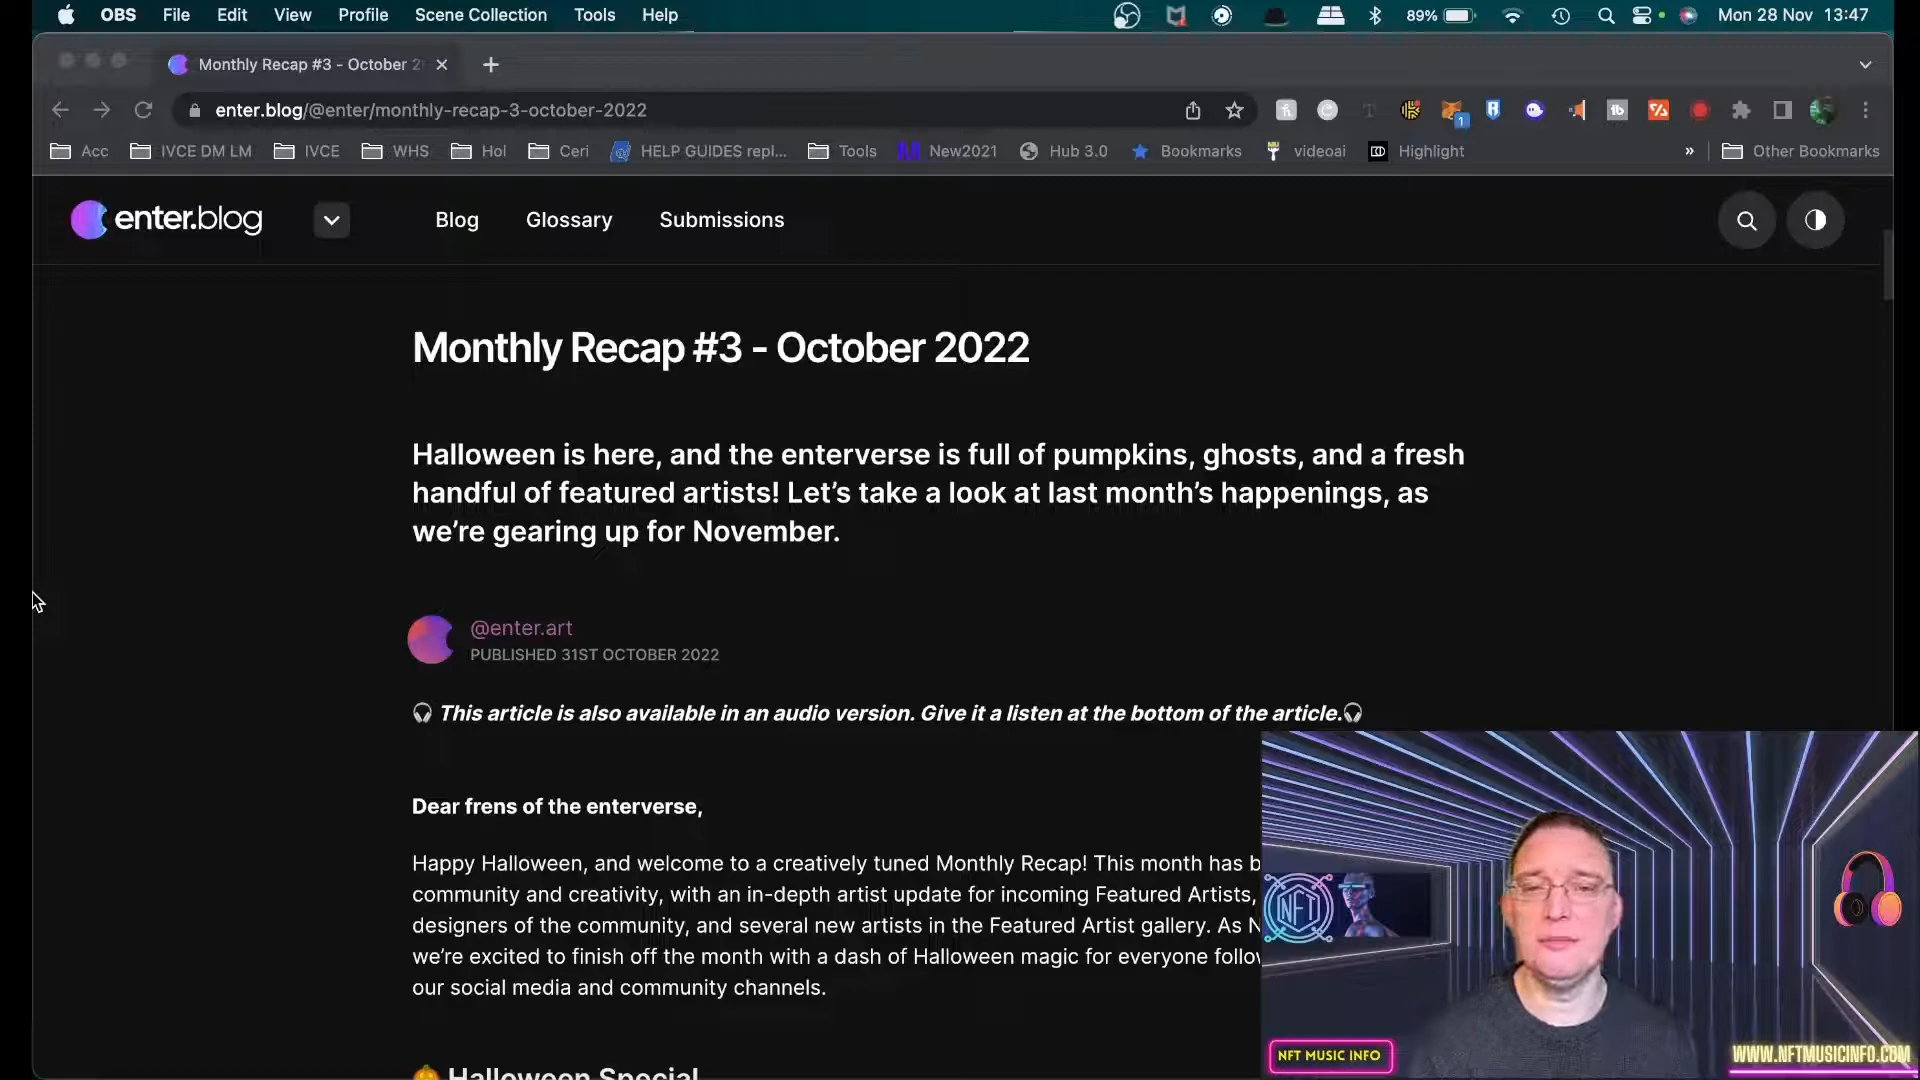 OBS File Edit View Profile Scene Collection Tools Help 89% Mon 28 Nov 13:47
Monthly Recap #3 - October 2
enter.blog/@enter/monthly-recap-3-october-2022
Acc IVCE DM LM IVCE WHS Hol Ceri HELP GUIDES repl... Tools New2021 Hub 3.0 Bookmarks videoai Highlight » Other Bookmarks
enter.blog Blog Glossary Submissions
Monthly Recap #3 - October 2022
Halloween is here, and the enterverse is full of pumpkins, ghosts, and a fresh
handful of featured artists! Let’s take a look at last month’s happenings, as
we’re gearing up for November.
@enter.art
PUBLISHED 31ST OCTOBER 2022
🎧 This article is also available in an audio version. Give it a listen at the bottom of the article.🎧
Dear frens of the enterverse,
Happy Halloween, and welcome to a creatively tuned Monthly Recap! This month has b
community and creativity, with an in-depth artist update for incoming Featured Artists,
designers of the community, and several new artists in the Featured Artist gallery. As N
we’re excited to finish off the month with a dash of Halloween magic for everyone follow
our social media and community channels.
🎃 Halloween Special
NFT
NFT MUSIC INFO
WWW.NFTMUSICINFO.COM